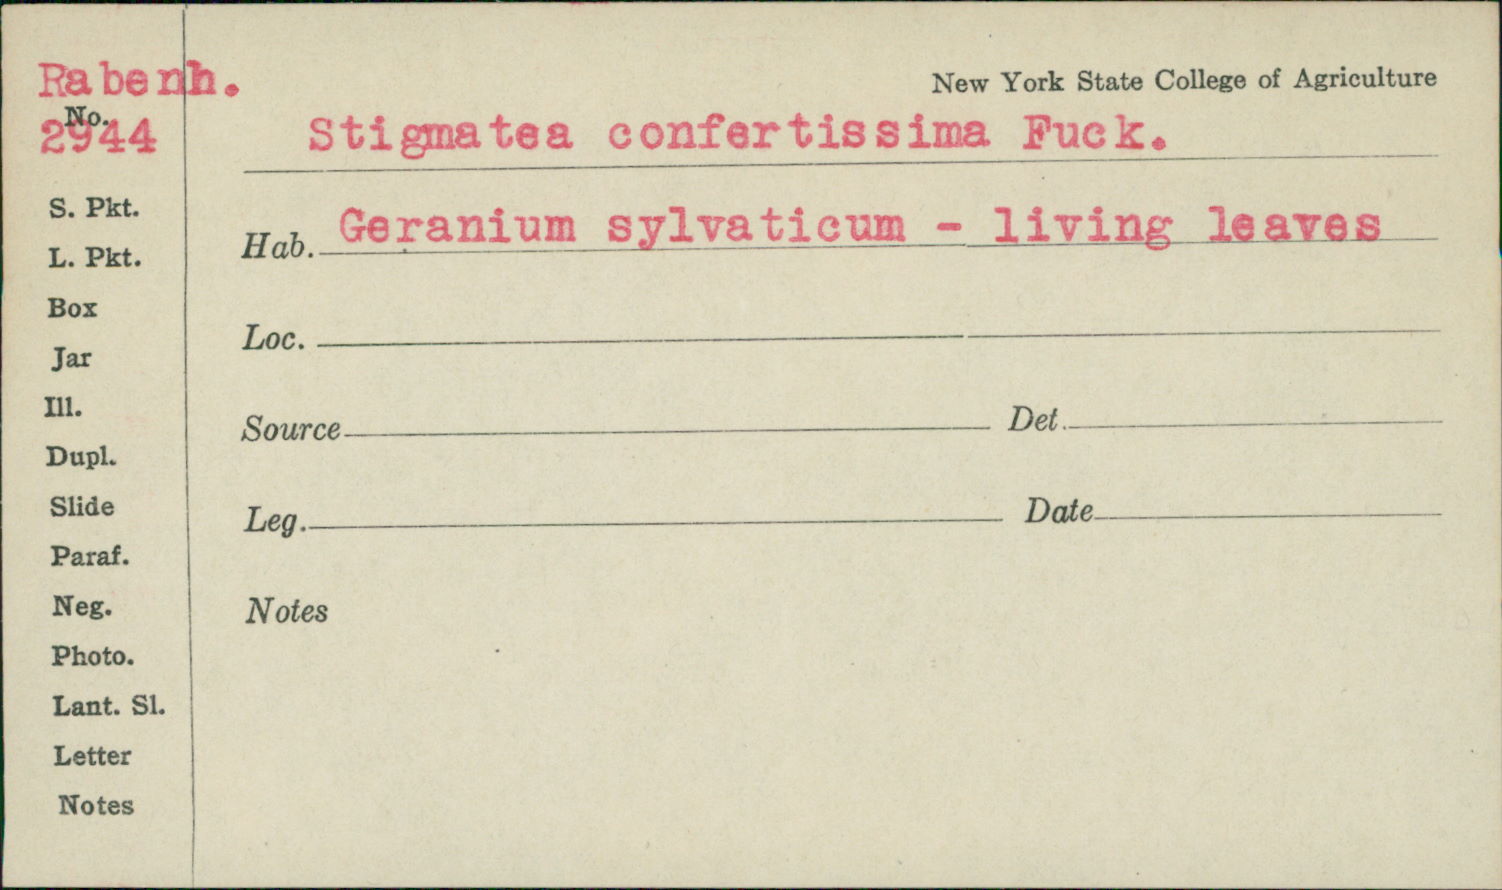 Rabenh.
No.
2944
New York State College of Agriculture
Stigmatea confertissima Fuck.
Hab. Geranium sylvaticum - living leaves
Loc.
Source Det.
Leg. Date
Notes
S. Pkt.
L. Pkt.
Box
Jar
Ill.
Dupl.
Slide
Paraf.
Neg.
Photo.
Lant. Sl.
Letter
Notes